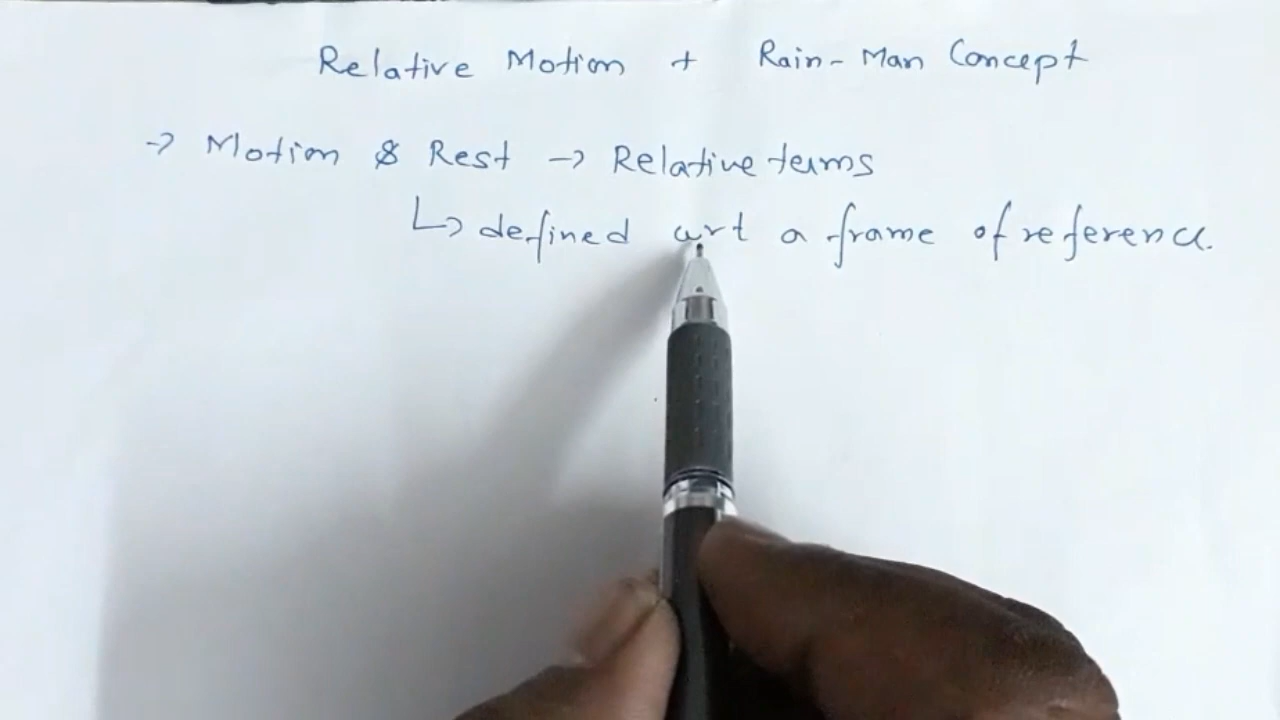 Relative Motion + Rain-Man Concept
→ Motion & Rest → Relative terms
↳ defined wrt a frame of reference.